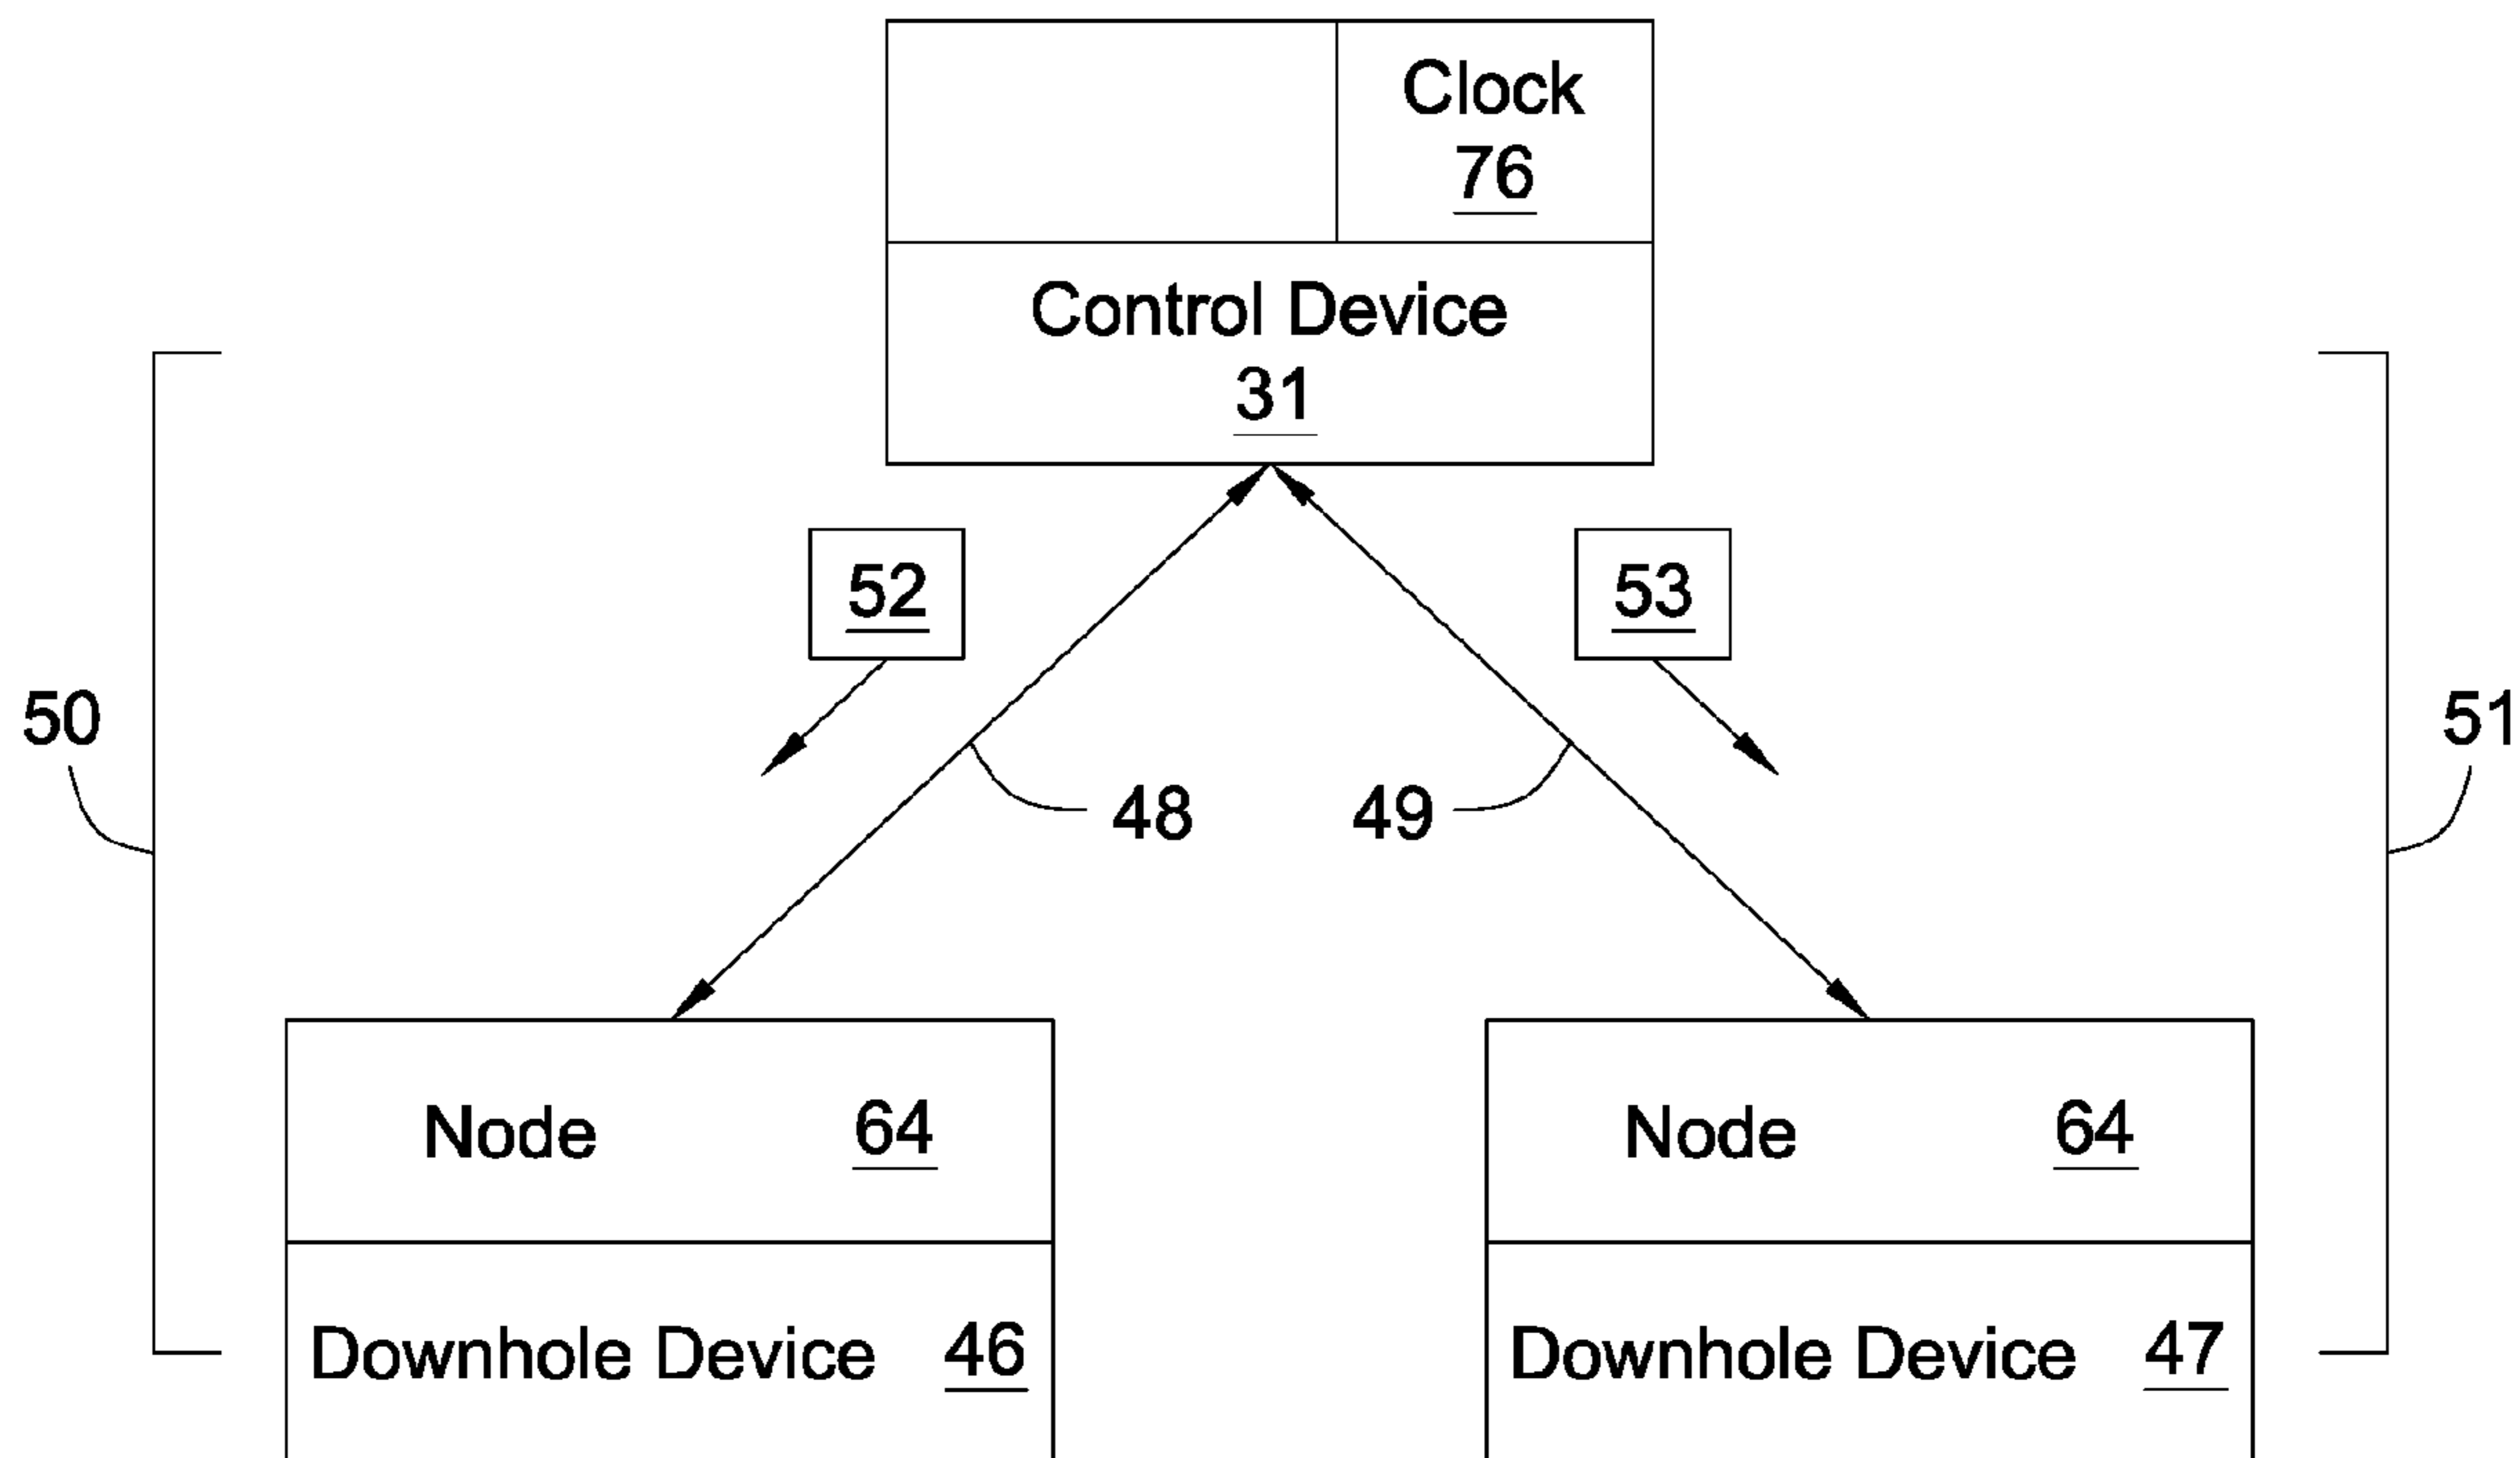 Clock
76
Control Device
31
52
53
50
51
48
49
Node 64
Node 64
Downhole Device 46
Downhole Device 47